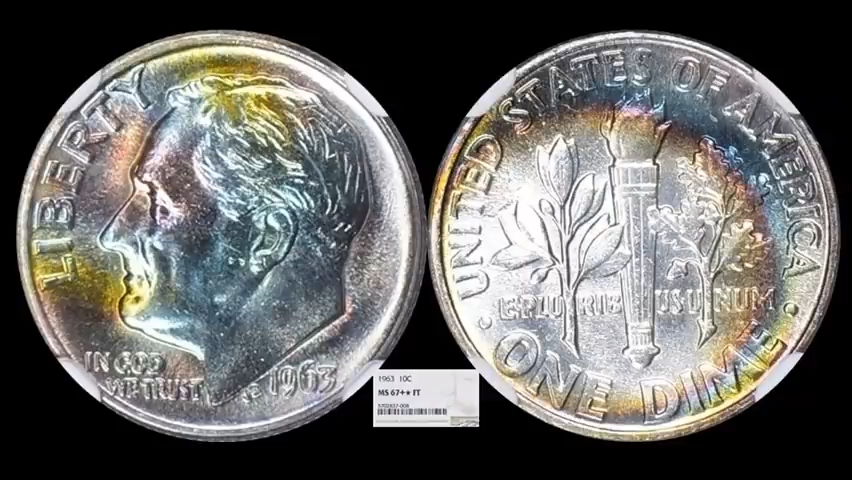 LIBERTY
IN GOD
WE TRUST
1963
UNITED STATES OF AMERICA
E PLURIBUS UNUM
ONE DIME
1963 10C
MS 67+★ FT